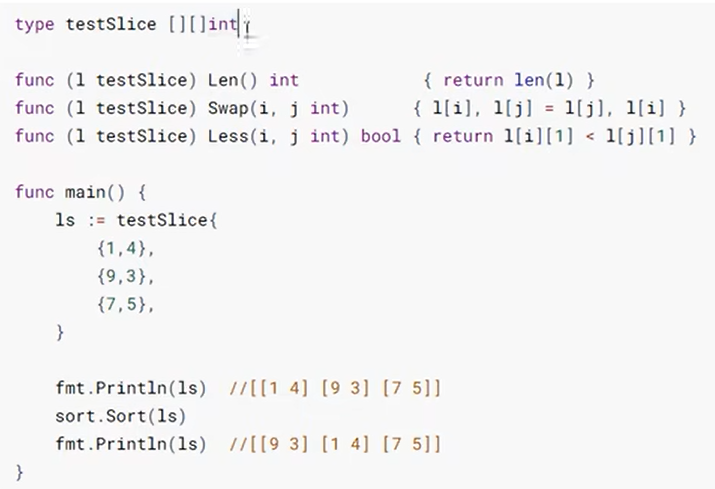 type testSlice [][]int
func (l testSlice) Len() int { return len(l) }
func (l testSlice) Swap(i, j int) { l[i], l[j] = l[j], l[i] }
func (l testSlice) Less(i, j int) bool { return l[i][1] < l[j][1] }
func main() {
ls := testSlice{
{1,4},
{9,3},
{7,5},
}
fmt.Println(ls) //[[1 4] [9 3] [7 5]]
sort.Sort(ls)
fmt.Println(ls) //[[9 3] [1 4] [7 5]]
}